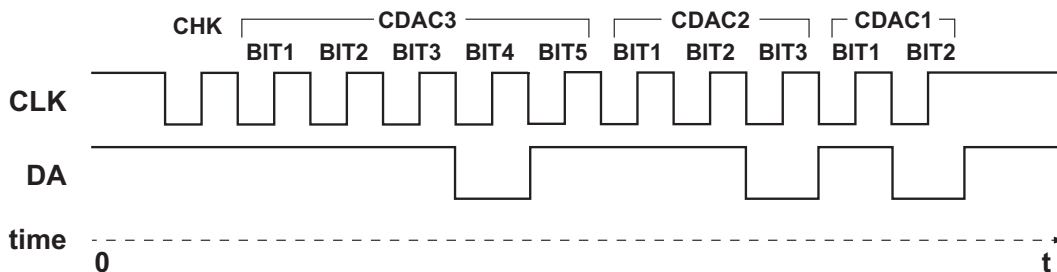 CHK CDAC3 CDAC2 CDAC1
BIT1 BIT2 BIT3 BIT4 BIT5 BIT1 BIT2 BIT3 BIT1 BIT2
CLK
DA
time
0 t